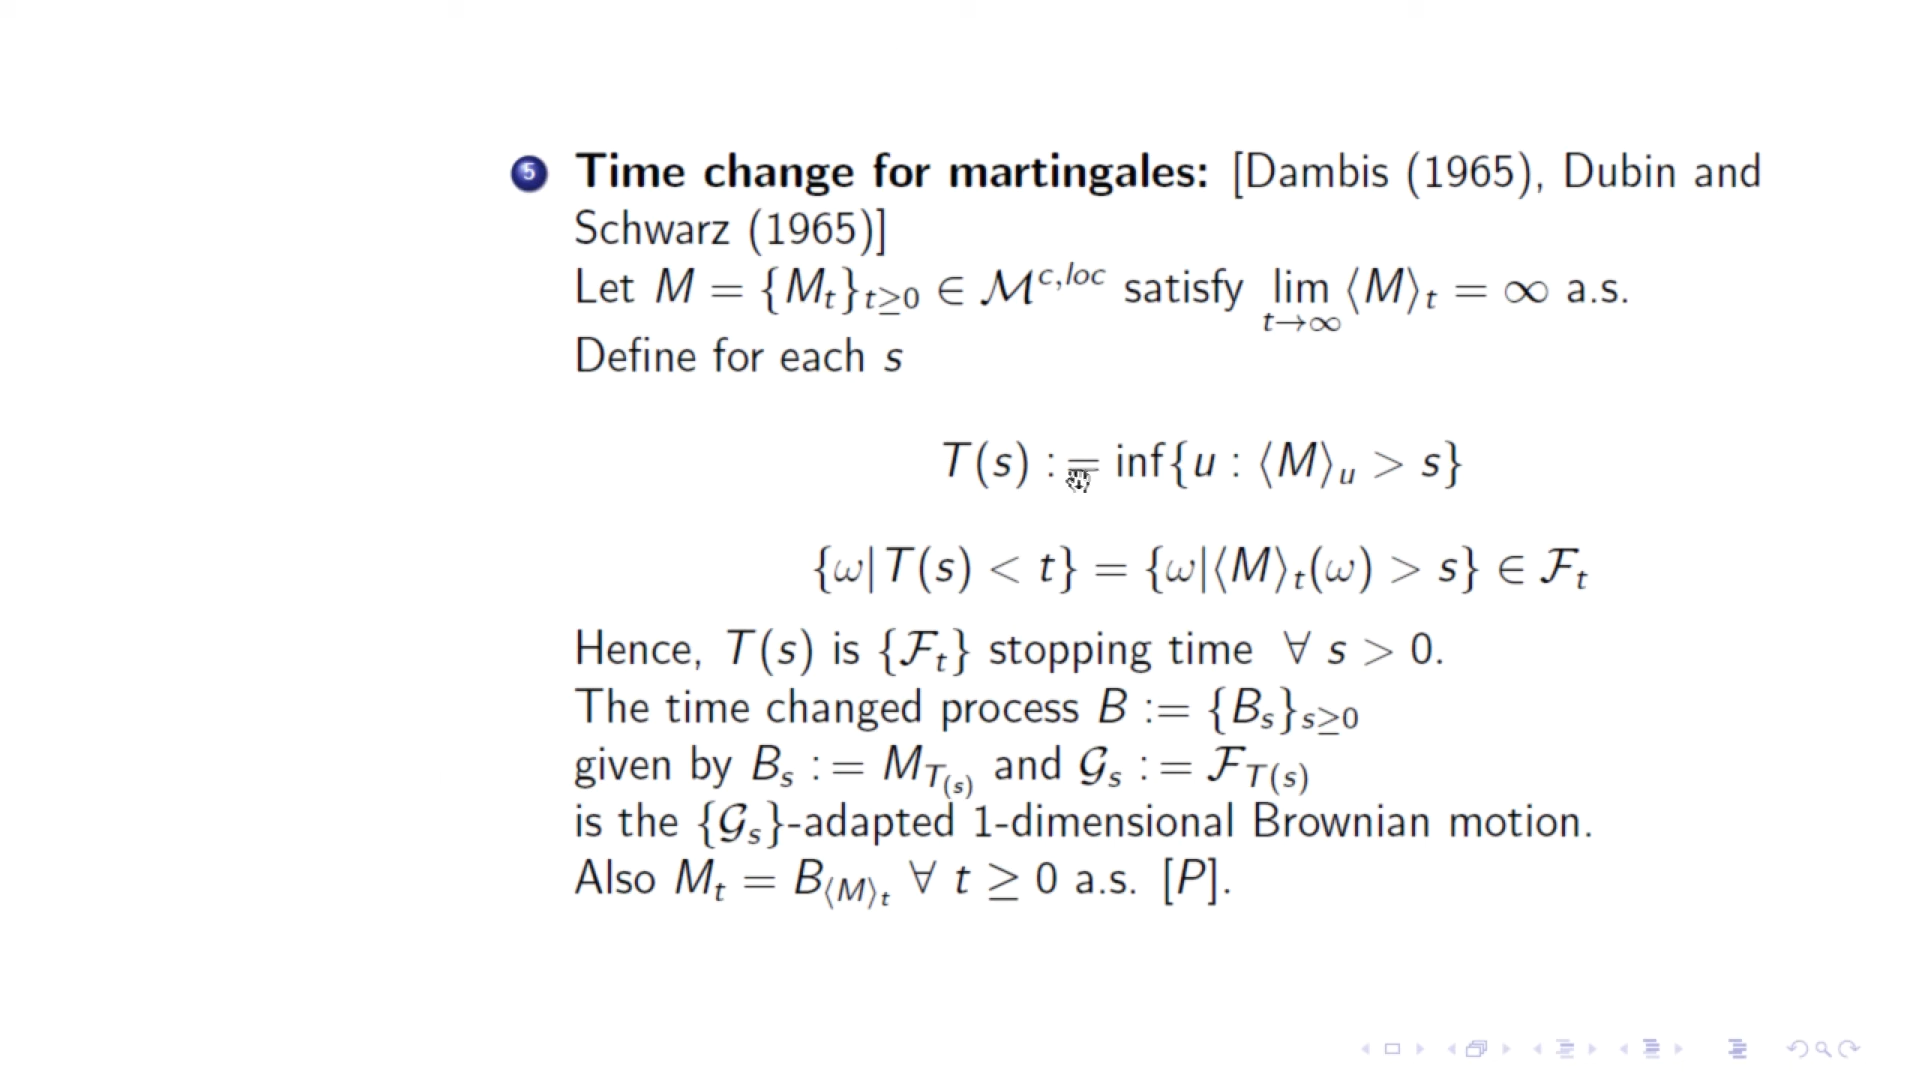 5 Time change for martingales: [Dambis (1965), Dubin and
Schwarz (1965)]
Let M = {M_t}_{t≥0} ∈ ℳ^{c,loc} satisfy lim_{t→∞} ⟨M⟩_t = ∞ a.s.
Define for each s
T(s) := inf{u : ⟨M⟩_u > s}
{ω|T(s) < t} = {ω|⟨M⟩_t(ω) > s} ∈ ℱ_t
Hence, T(s) is {ℱ_t} stopping time ∀ s > 0.
The time changed process B := {B_s}_{s≥0}
given by B_s := M_{T_{(s)}} and 𝒢_s := ℱ_{T(s)}
is the {𝒢_s}-adapted 1-dimensional Brownian motion.
Also M_t = B_{⟨M⟩_t} ∀ t ≥ 0 a.s. [P].